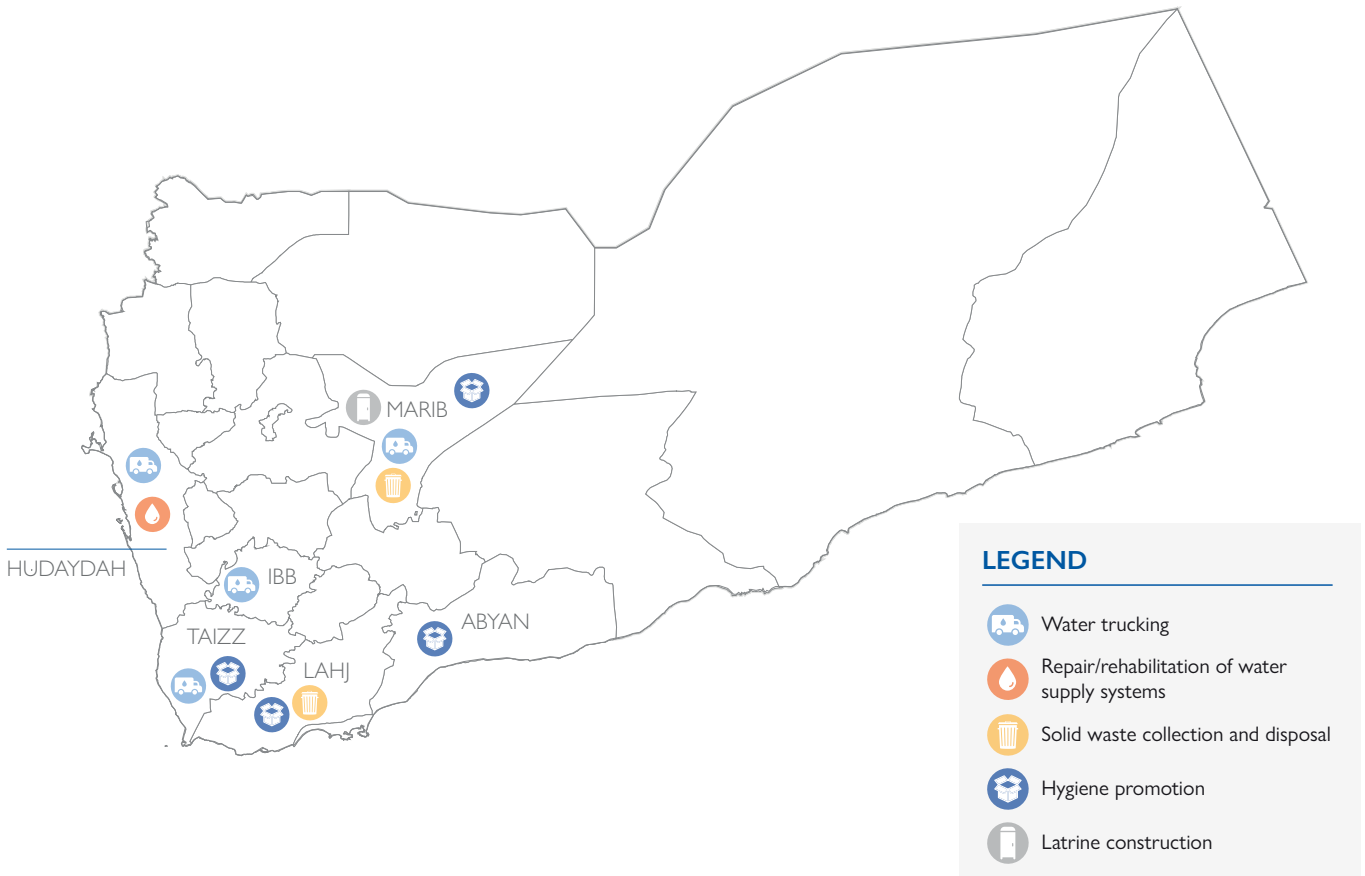 MARIB
HUDAYDAH
IBB
TAIZZ
ABYAN
LAHJ
LEGEND
Water trucking
Repair/rehabilitation of water
supply systems
Solid waste collection and disposal
Hygiene promotion
Latrine construction